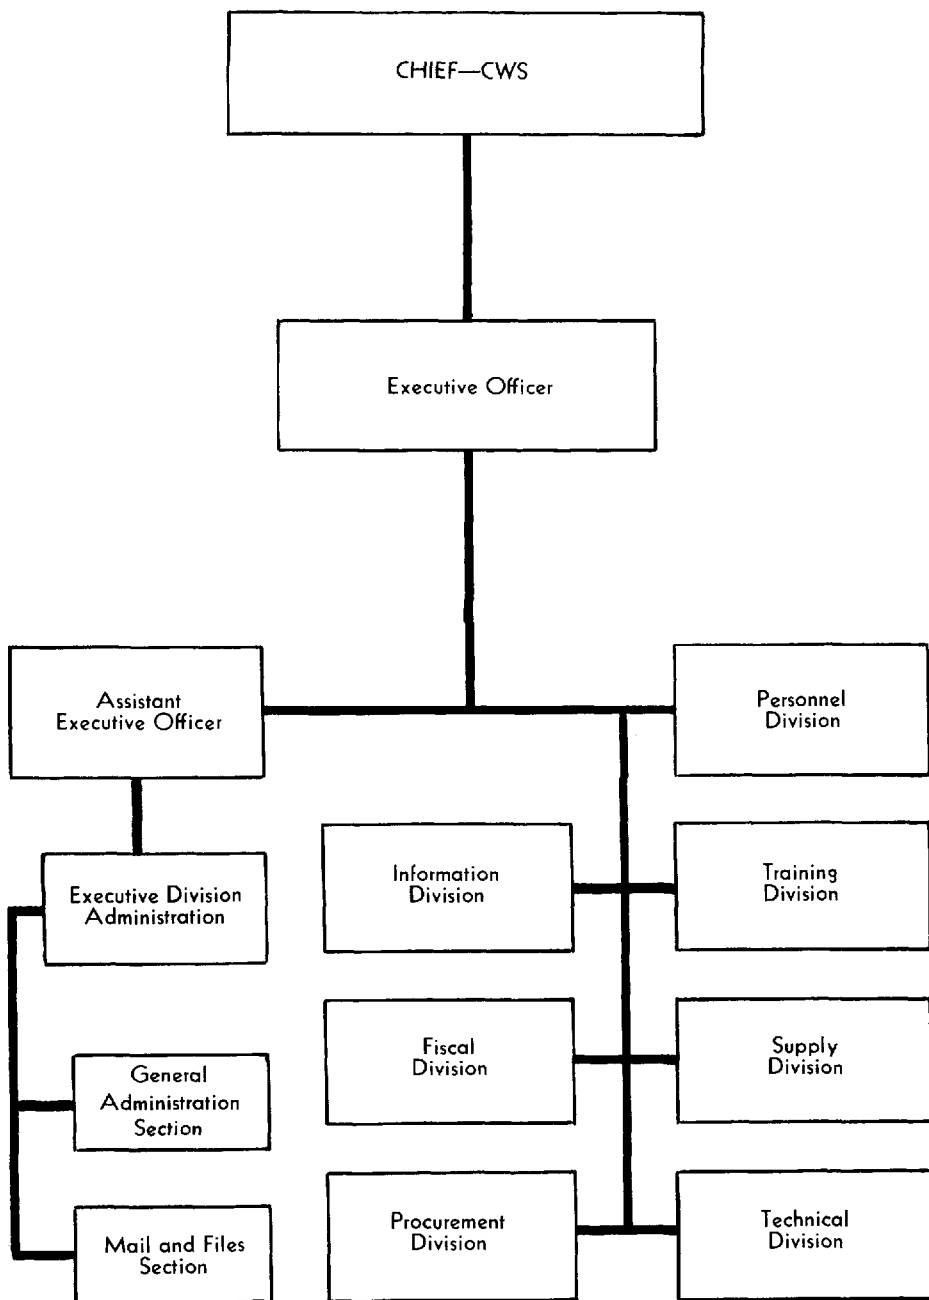 CHIEF—CWS
Executive Officer
Assistant
Executive Officer
Personnel
Division
Executive Division
Administration
Information
Division
Training
Division
General
Administration
Section
Fiscal
Division
Supply
Division
Mail and Files
Section
Procurement
Division
Technical
Division